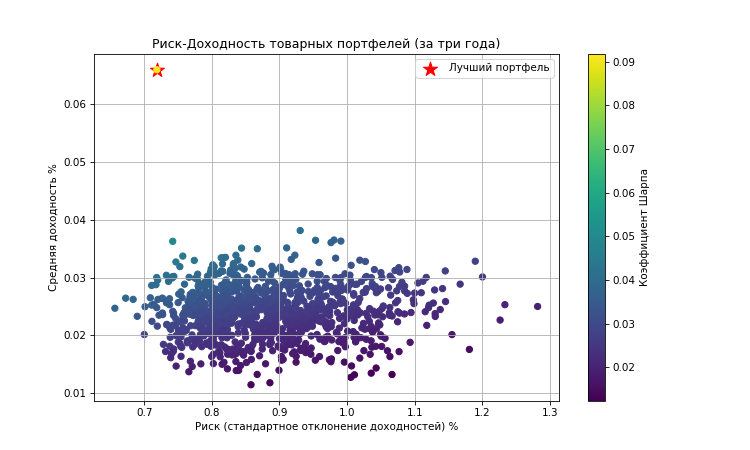 Риск-Доходность товарных портфелей (за три года)
Лучший портфель
Средняя доходность %
0.06
0.05
0.04
0.03
0.02
0.01
0.7 0.8 0.9 1.0 1.1 1.2 1.3
Риск (стандартное отклонение доходностей) %
0.09
0.08
0.07
0.06
0.05
0.04
0.03
0.02
Коэффициент Шарпа